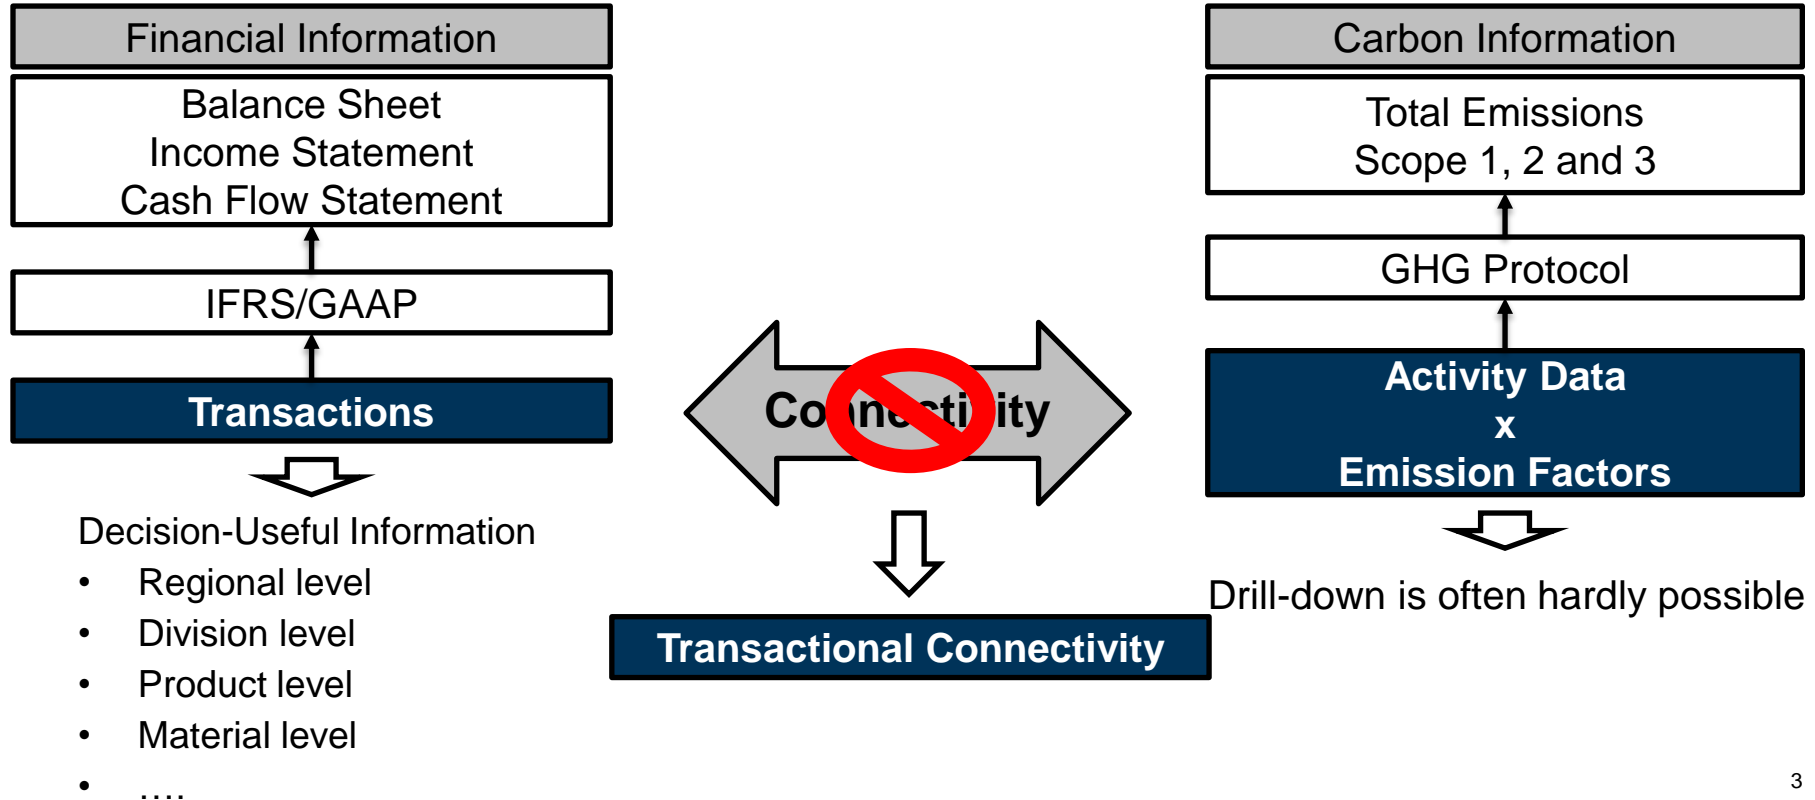 Financial Information
Balance Sheet
Income Statement
Cash Flow Statement
IFRS/GAAP
Transactions
Decision-Useful Information
• Regional level
• Division level
• Product level
• Material level
• ....
Connectivity
Transactional Connectivity
Carbon Information
Total Emissions
Scope 1, 2 and 3
GHG Protocol
Activity Data
x
Emission Factors
Drill-down is often hardly possible
3